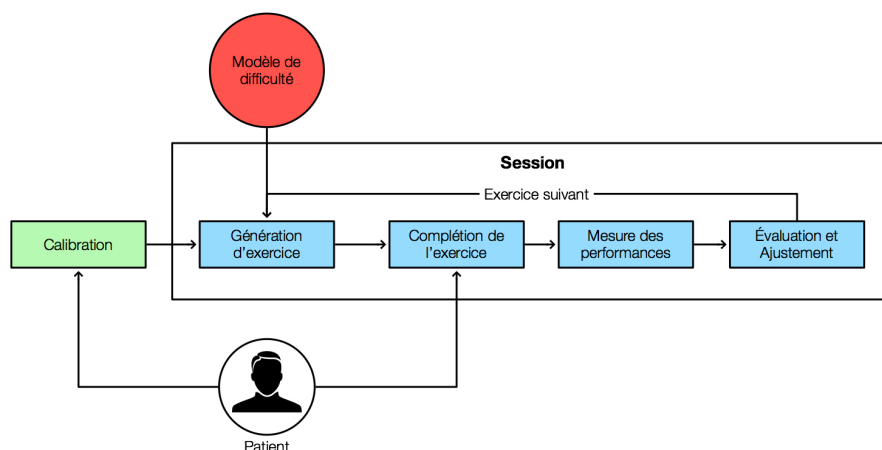 Modèle de
difficulté
Session
Exercice suivant
Calibration
Génération
d'exercice
Complétion de
l'exercice
Mesure des
performances
Évaluation et
Ajustement
Patient